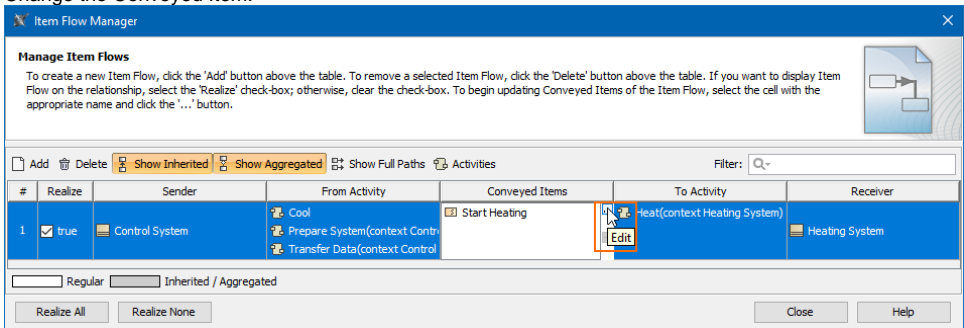 Change the Conveyed Item.
Item Flow Manager
Manage Item Flows
To create a new Item Flow, click the 'Add' button above the table. To remove a selected Item Flow, click the 'Delete' button above the table. If you want to display Item
Flow on the relationship, select the 'Realize' check-box; otherwise, clear the check-box. To begin updating Conveyed Items of the Item Flow, select the cell with the
appropriate name and click the '...' button.
Add Delete Show Inherited Show Aggregated Show Full Paths Activities Filter:
# Realize Sender From Activity Conveyed Items To Activity Receiver
Cool Start Heating Heat(context Heating System)
1 true Control System Prepare System(context Contr Heating System
Edit
Transfer Data(context Control
Regular Inherited / Aggregated
Realize All Realize None Close Help